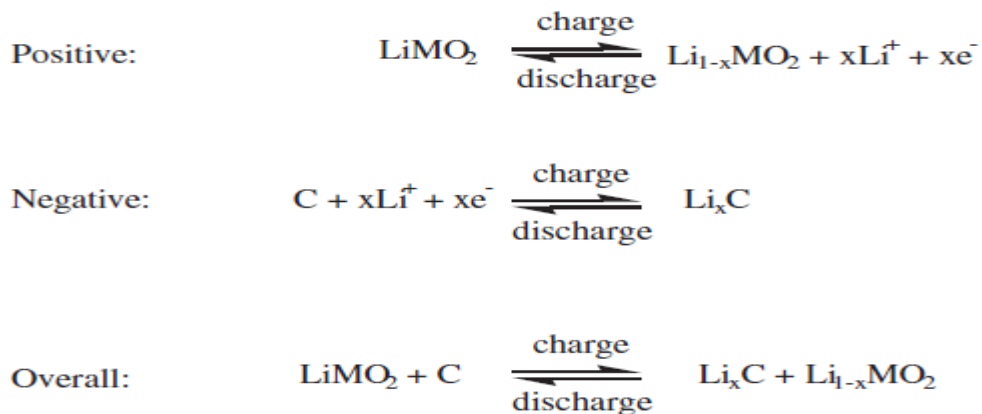 charge
Positive: LiMO₂ ⇌ Li₁₋ₓMO₂ + xLi⁺ + xe⁻
discharge
charge
Negative: C + xLi⁺ + xe⁻ ⇌ LiₓC
discharge
charge
Overall: LiMO₂ + C ⇌ LiₓC + Li₁₋ₓMO₂
discharge